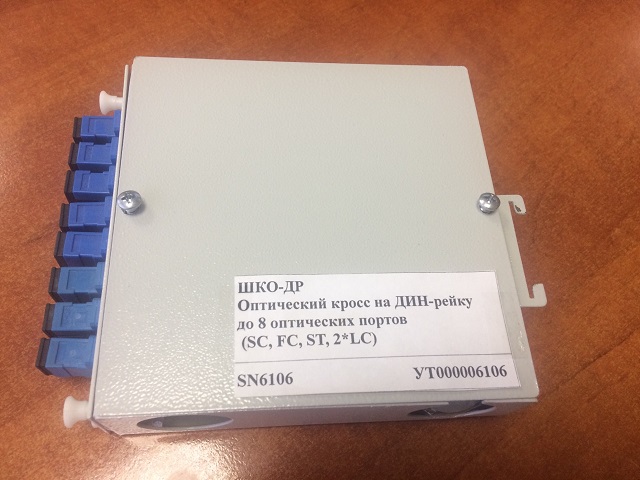 ШКО-ДР
Оптический кросс на ДИН-рейку
до 8 оптических портов
(SC, FC, ST, 2*LC)
SN6106 УТ000006106